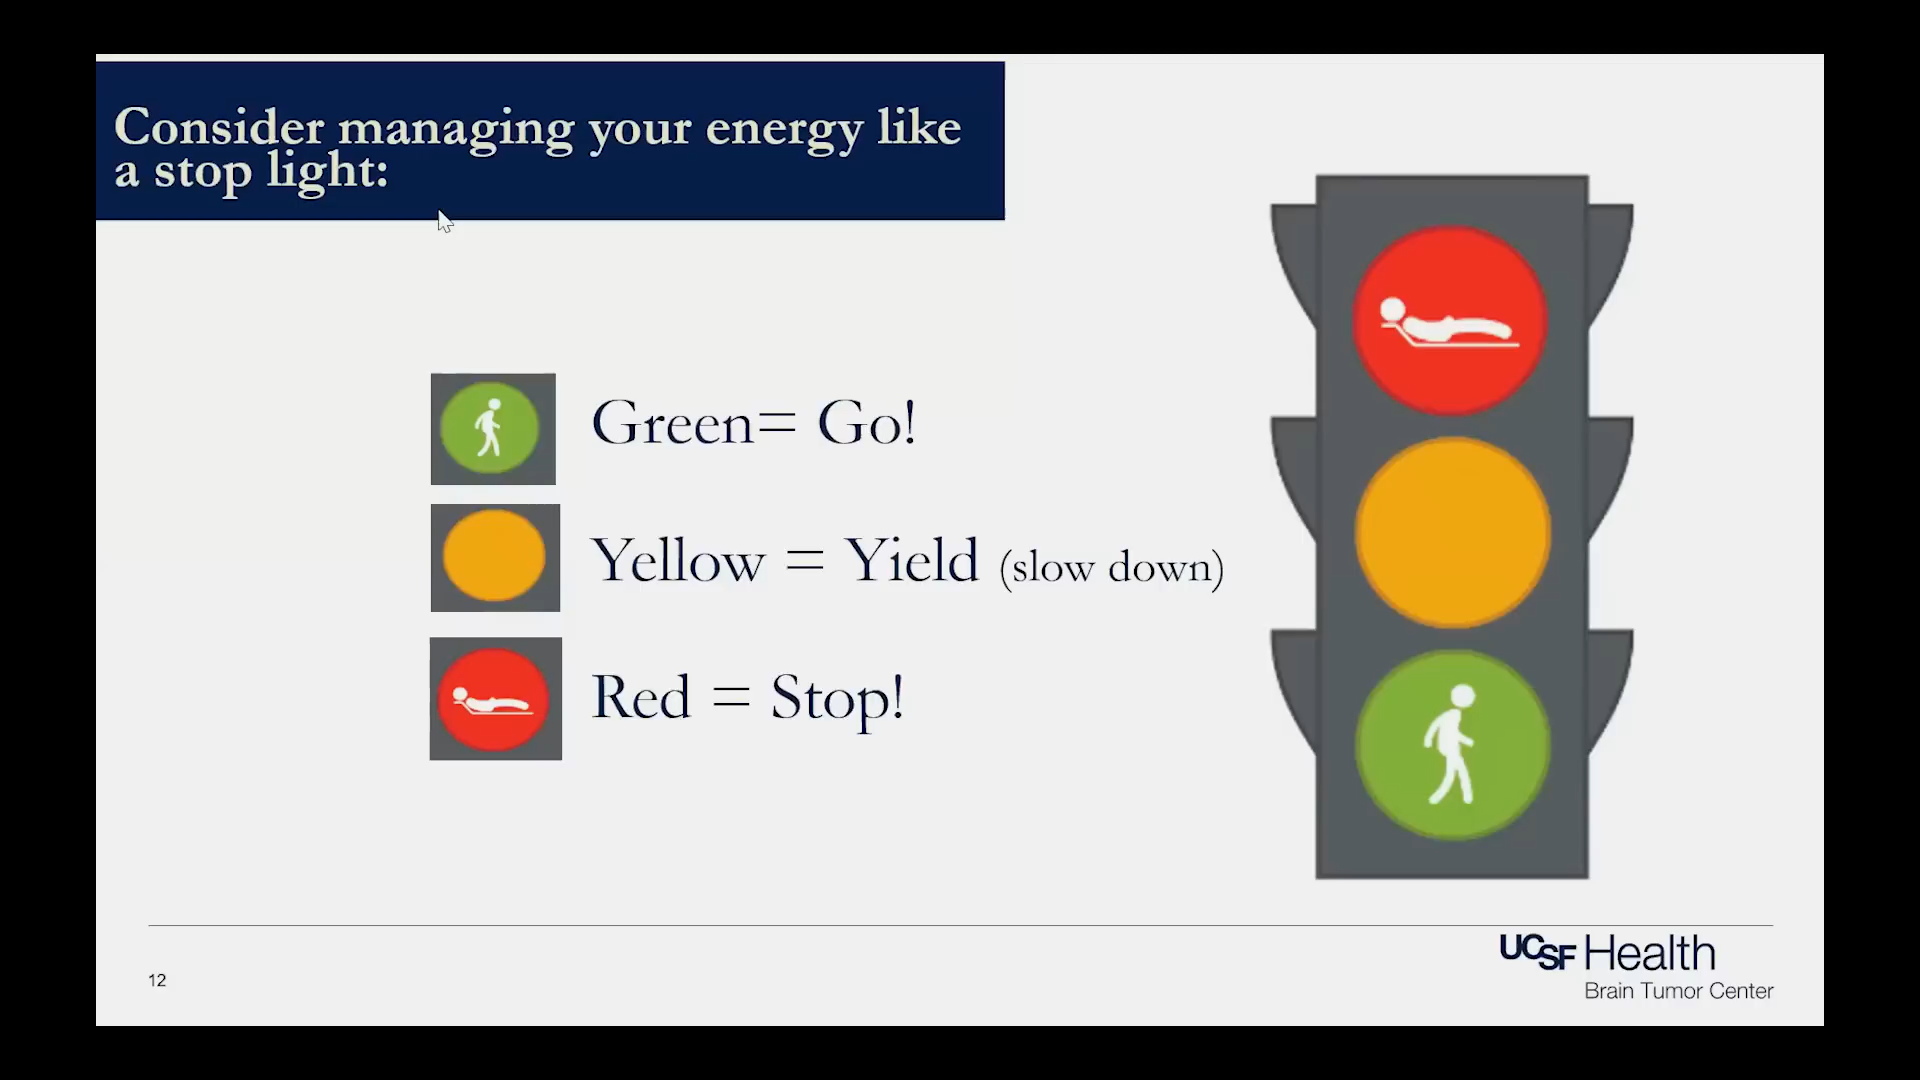 Consider managing your energy like
a stop light:
Green= Go!
Yellow = Yield (slow down)
Red = Stop!
12
UCSF Health
Brain Tumor Center